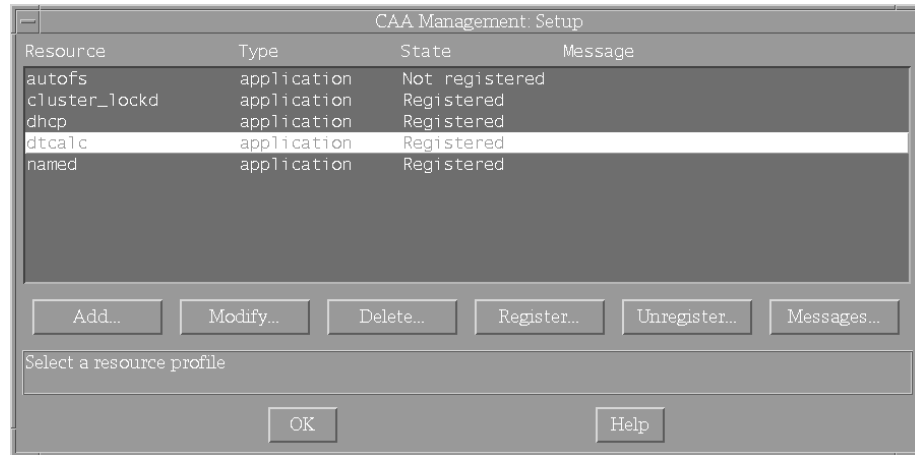 CAA Management: Setup
Resource Type State Message
autofs application Not registered
cluster_lockd application Registered
dhcp application Registered
dtcalc application Registered
named application Registered
Add... Modify... Delete... Register... Unregister... Messages...
Select a resource profile
OK Help